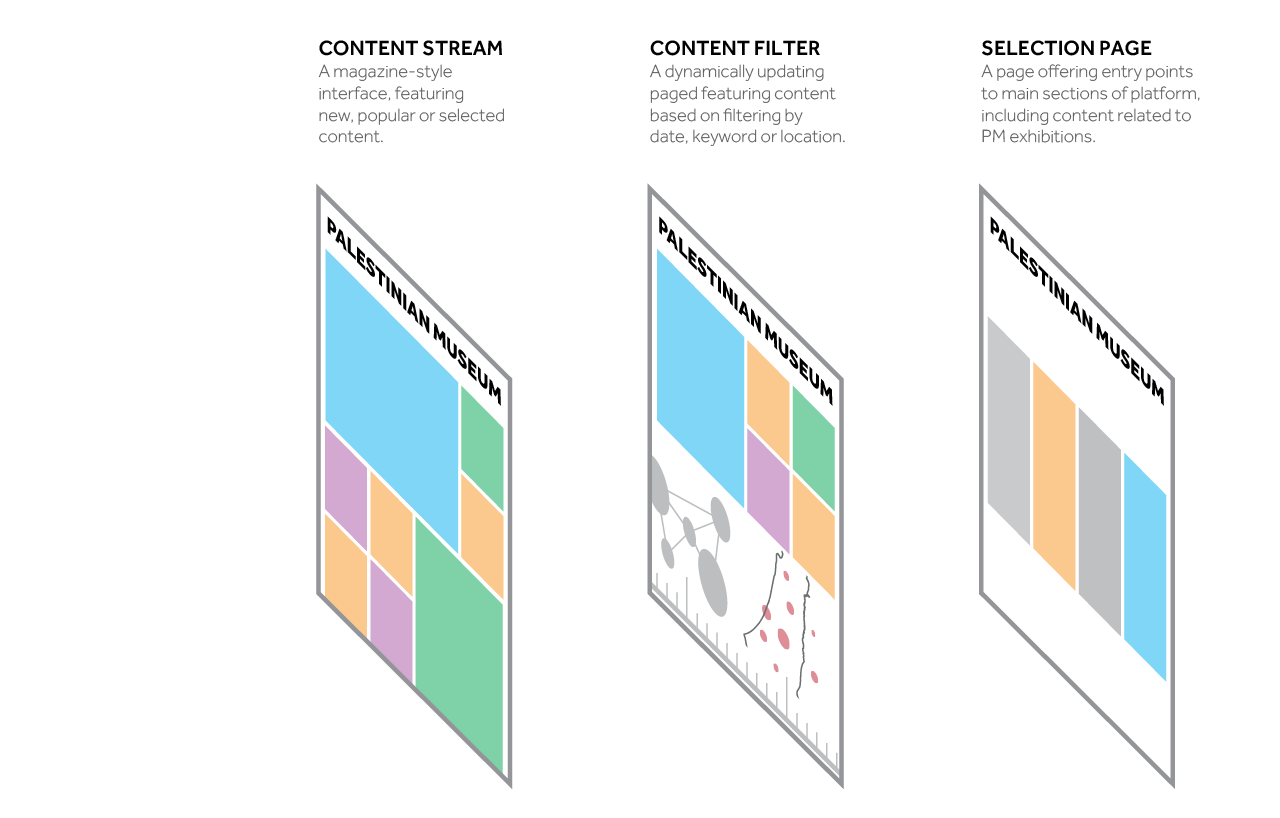 CONTENT STREAM
A magazine-style
interface, featuring
new, popular or selected
content.
CONTENT FILTER
A dynamically updating
paged featuring content
based on filtering by
date, keyword or location.
SELECTION PAGE
A page offering entry points
to main sections of platform,
including content related to
PM exhibitions.
PALESTINIAN MUSEUM
PALESTINIAN MUSEUM
PALESTINIAN MUSEUM